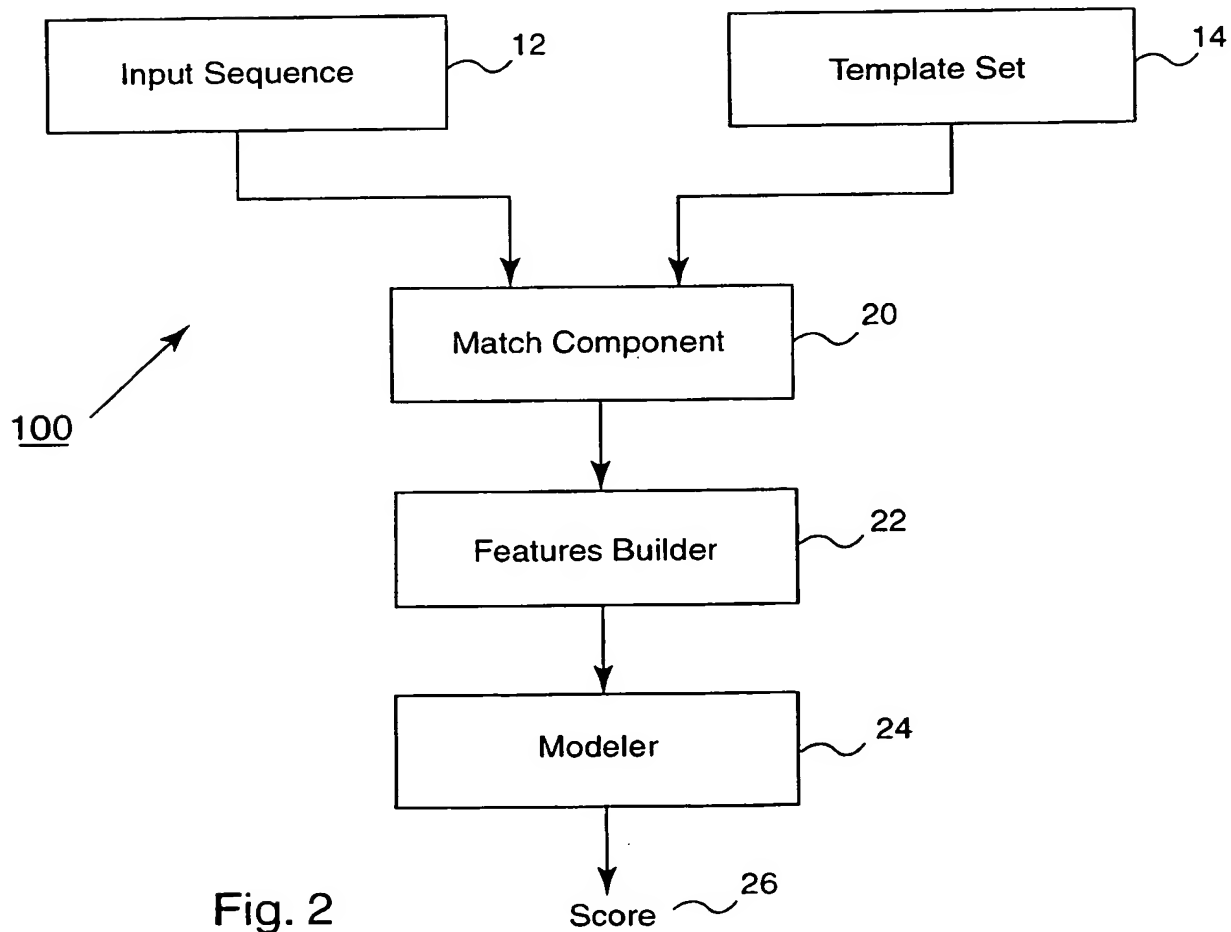 12
14
Input Sequence
Template Set
20
Match Component
100
22
Features Builder
24
Modeler
26
Score
Fig. 2